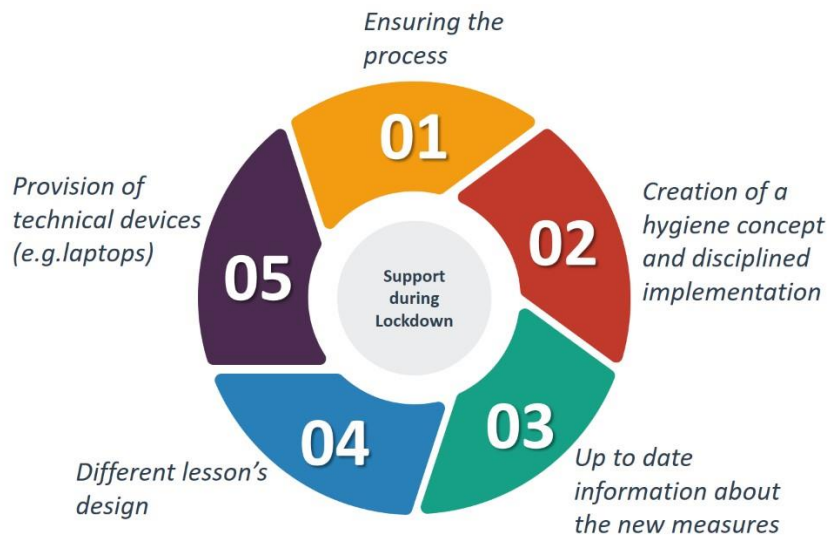 Ensuring the
process
01
Creation of a
hygiene concept
and disciplined
implementation
02
Up to date
information about
the new measures
03
Different lesson's
design
04
Provision of
technical devices
(e.g.laptops)
05
Support
during
Lockdown